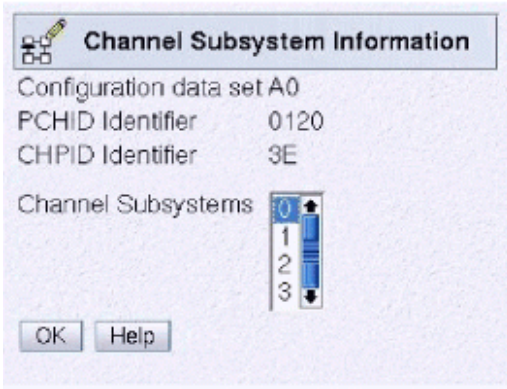 Channel Subsystem Information
Configuration data set A0
PCHID Identifier 0120
CHPID Identifier 3E
Channel Subsystems 0
1
2
3
OK Help